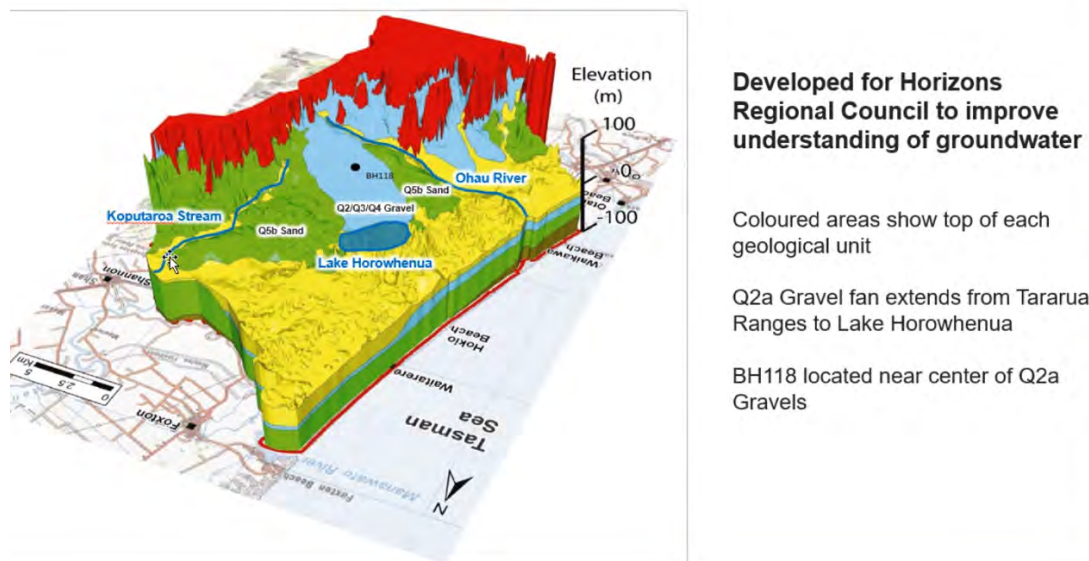 Elevation
(m)
100
0
-100
BH118
Ohau River
Q5b Sand
Koputaroa Stream
Q2/Q3/Q4 Gravel
Q5b Sand
Lake Horowhenua
Shannon
Waikawa
Beach
Hokio
Beach
Waitarere
5
2.5
0
Km
Foxton
Tasman
Sea
Manawatu River
Foxton Beach
N
Developed for Horizons
Regional Council to improve
understanding of groundwater
Coloured areas show top of each
geological unit
Q2a Gravel fan extends from Tararua
Ranges to Lake Horowhenua
BH118 located near center of Q2a
Gravels